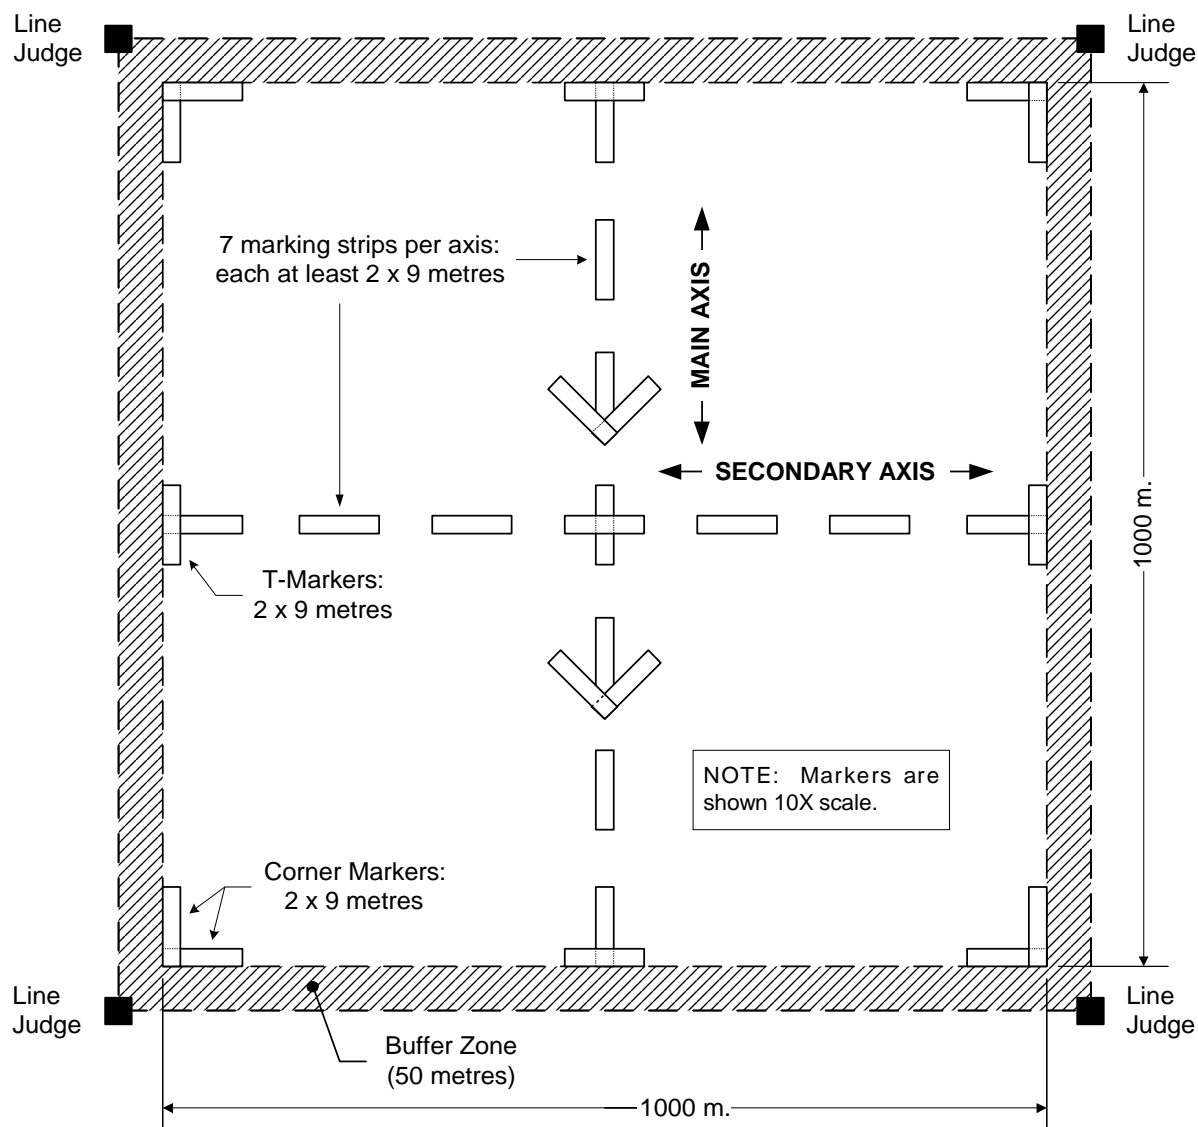 Line
Judge
Line
Judge
7 marking strips per axis:
each at least 2 x 9 metres
MAIN AXIS
SECONDARY AXIS
1000 m.
T-Markers:
2 x 9 metres
NOTE: Markers are
shown 10X scale.
Corner Markers:
2 x 9 metres
Line
Judge
Line
Judge
Buffer Zone
(50 metres)
1000 m.